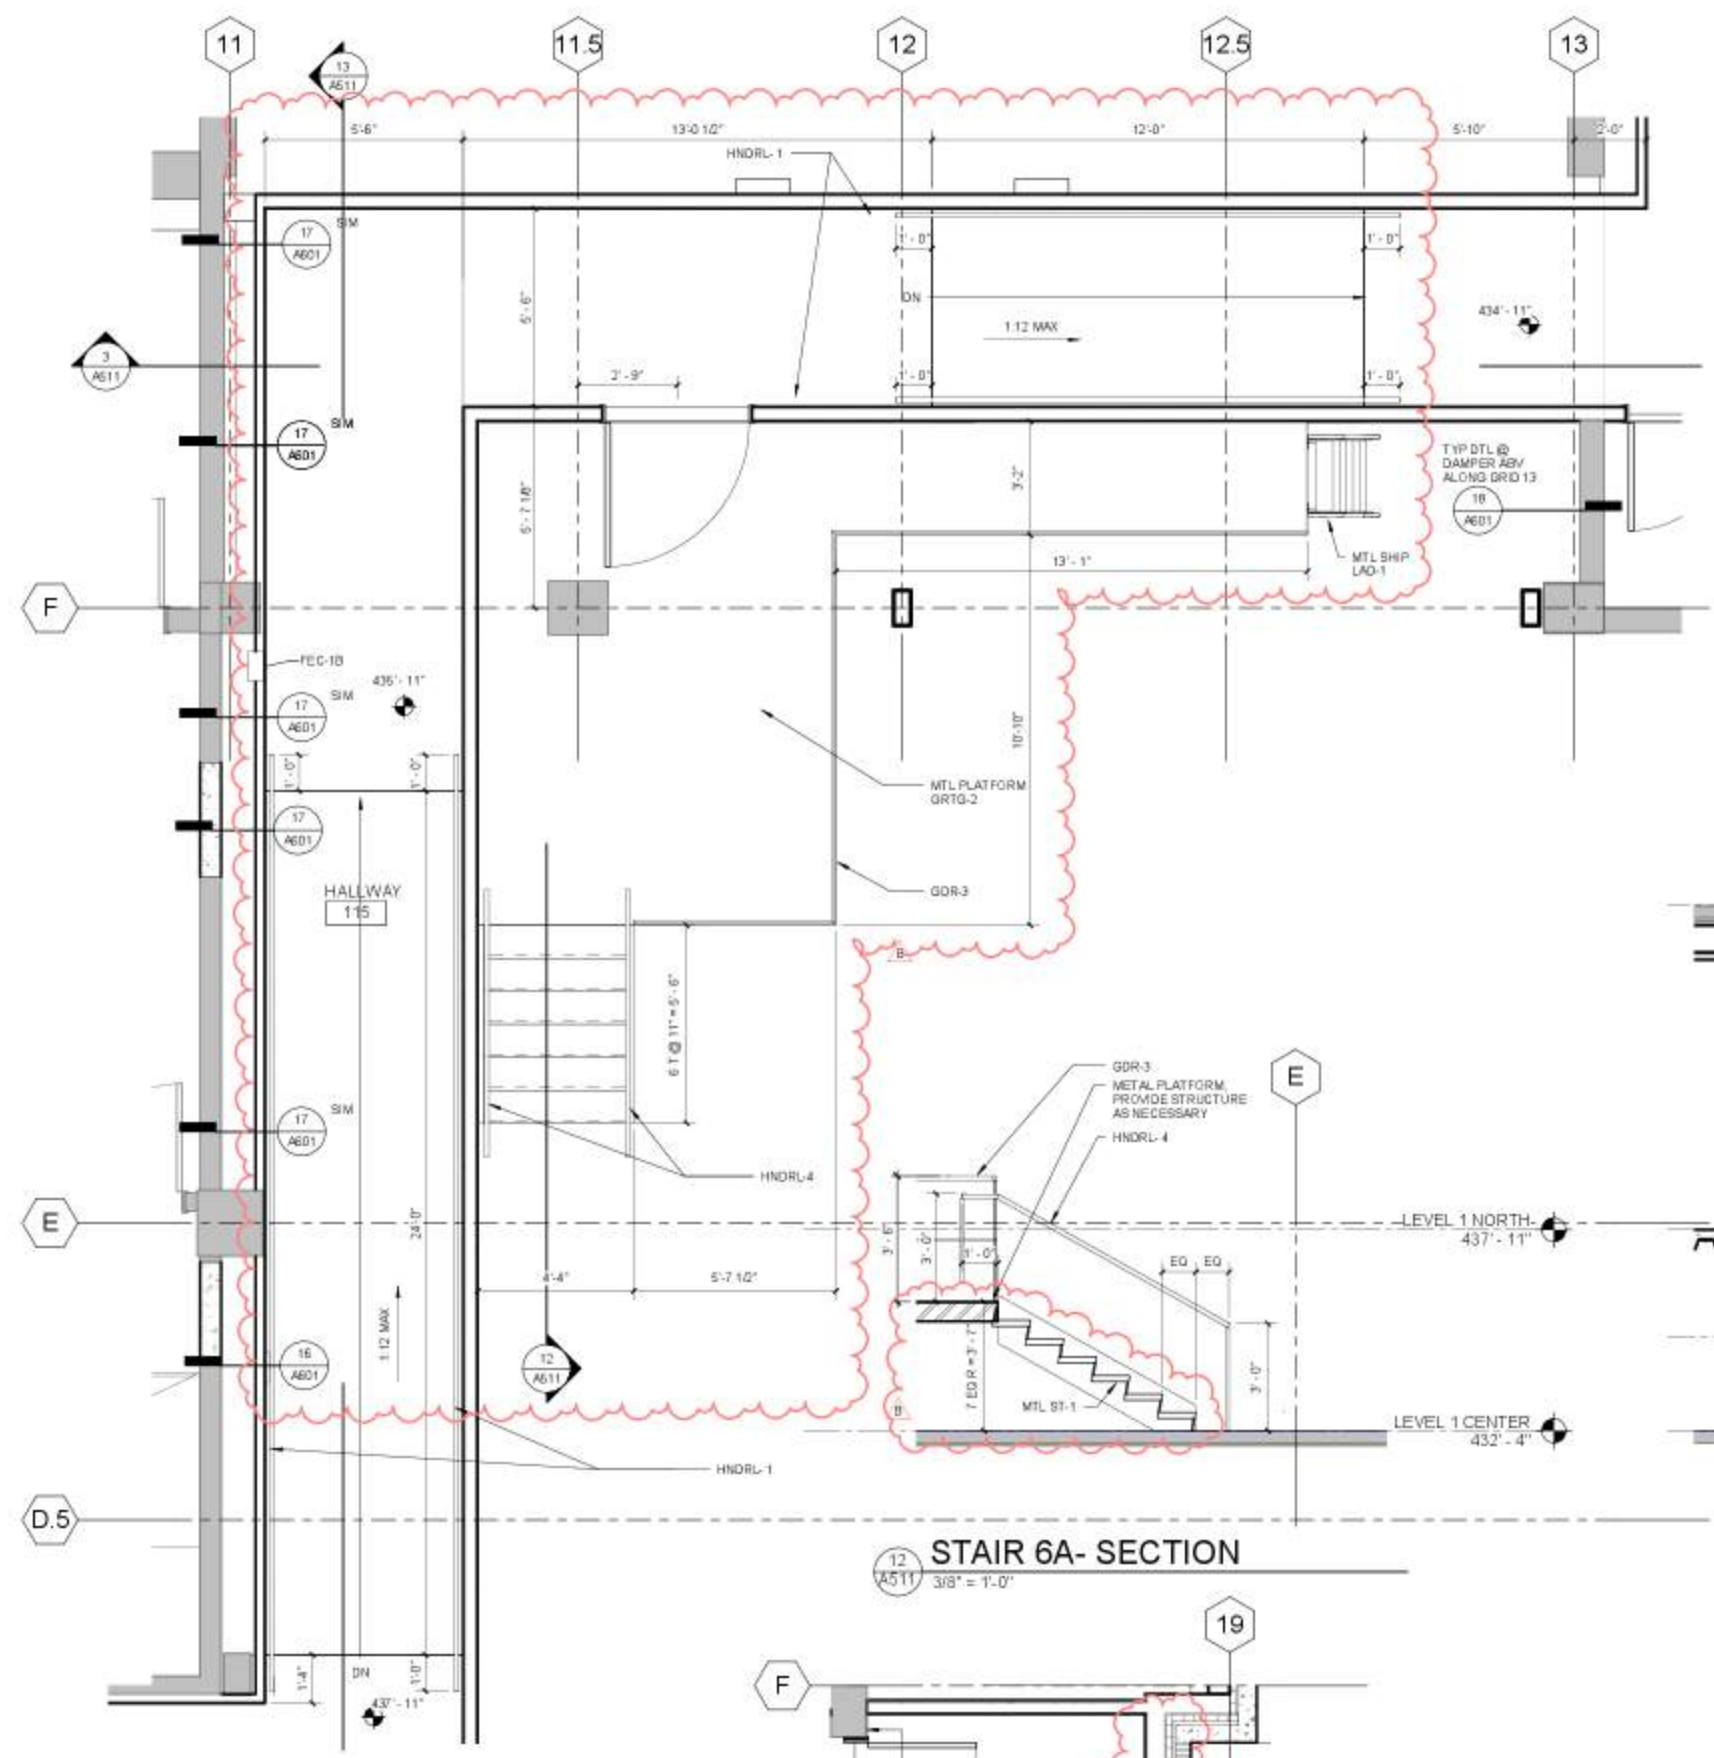 11
11.5
12
12.5
13
13
A511
5'-6"
13'-0 1/2"
12'-0"
5'-10"
2'-0"
HNDRL- 1
17
A601
SIM
1' - 0"
1' - 0"
DN
1:12 MAX
434' - 11"
5' - 6"
3
A511
2' - 9"
1' - 0"
1' - 0"
17
A601
SIM
5' - 7 1/8"
3'-2"
TYP DTL @
DAMPER ABV
ALONG GRID 13
18
A601
13' - 1"
MTL SHIP
LAD-1
F
FEC-1B
435' - 11"
17
A601
SIM
1' - 0"
1' - 0"
10'-10"
MTL PLATFORM
GRTG-2
17
A601
HALLWAY
115
GDR-3
B
6 T @ 11" = 5' - 6"
17
A601
SIM
HNDRL-4
E
24'-0"
4'-4"
5'-7 1/2"
1:12 MAX
16
A601
12
A511
HNDRL- 1
D.5
1'-4"
DN
1'-0"
437' - 11"
GDR-3
METAL PLATFORM,
PROVIDE STRUCTURE
AS NECESSARY
HNDRL- 4
E
LEVEL 1 NORTH
437' - 11"
3' - 6"
3' - 0"
1' - 0"
EQ
EQ
7 EQ R = 3' - 7"
MTL ST-1
3' - 0"
B
LEVEL 1 CENTER
432' - 4"
12
A511
STAIR 6A- SECTION
3/8" = 1'-0"
19
F